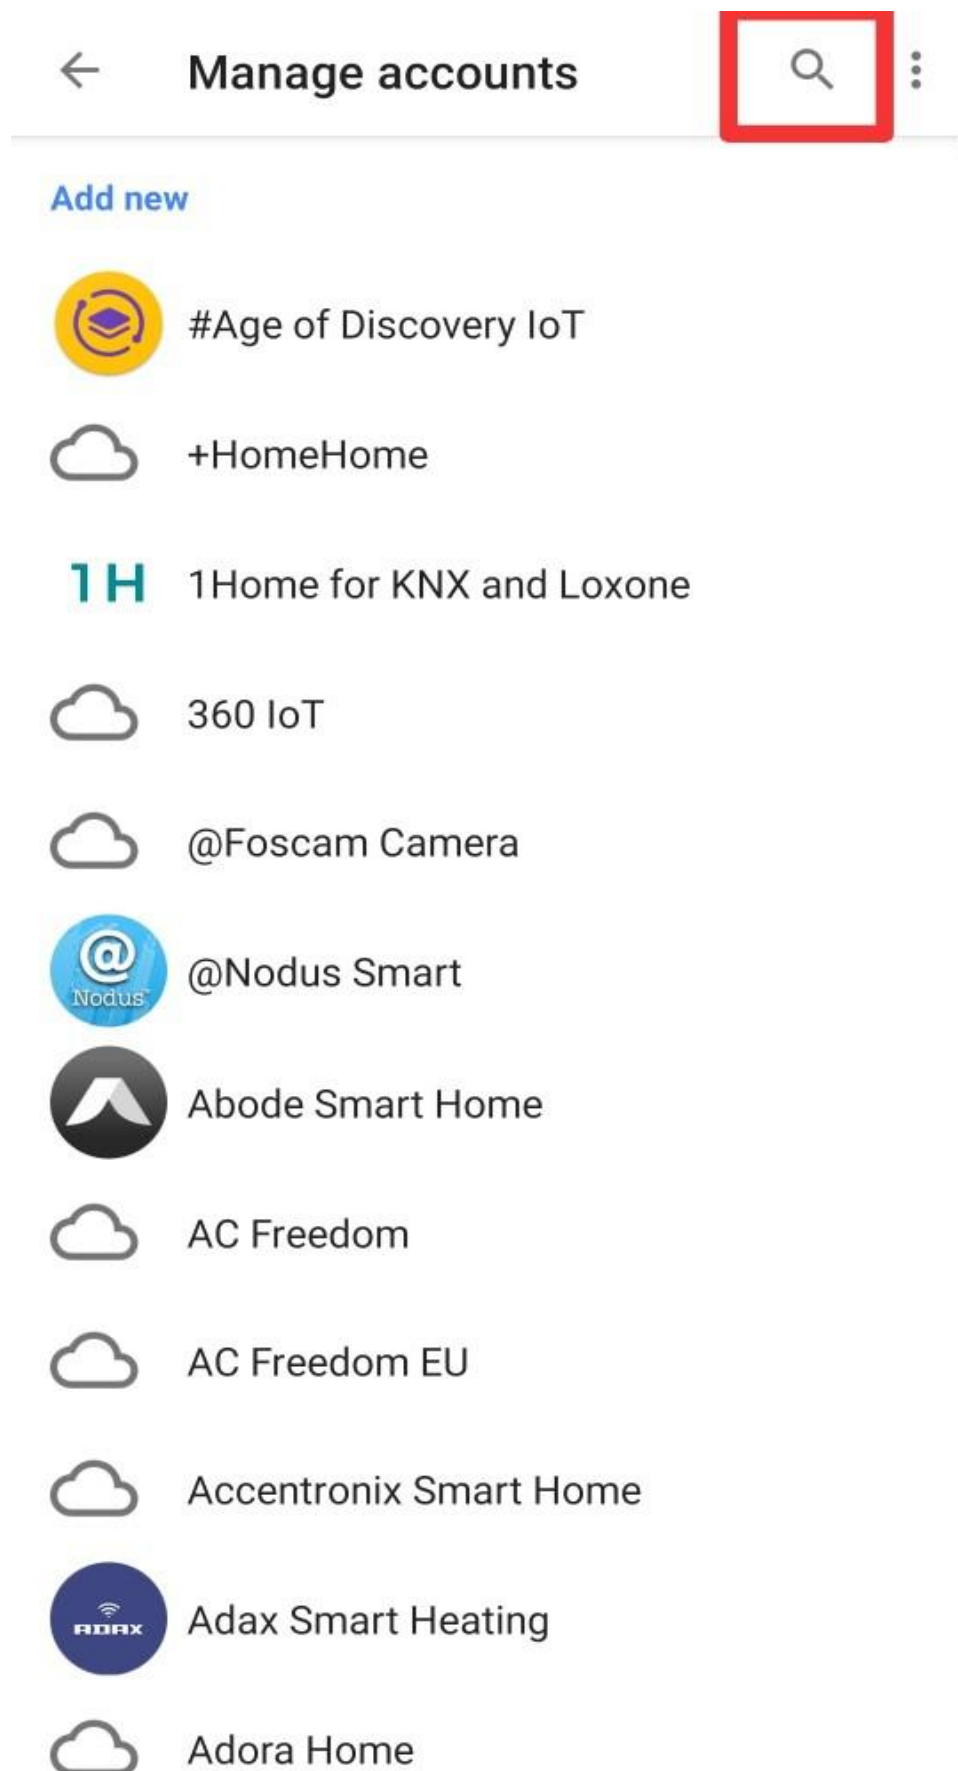 Manage accounts
Add new
#Age of Discovery IoT
+HomeHome
1H 1Home for KNX and Loxone
360 IoT
@Foscam Camera
@ Nodus™ @Nodus Smart
Abode Smart Home
AC Freedom
AC Freedom EU
Accentronix Smart Home
ADAX Adax Smart Heating
Adora Home